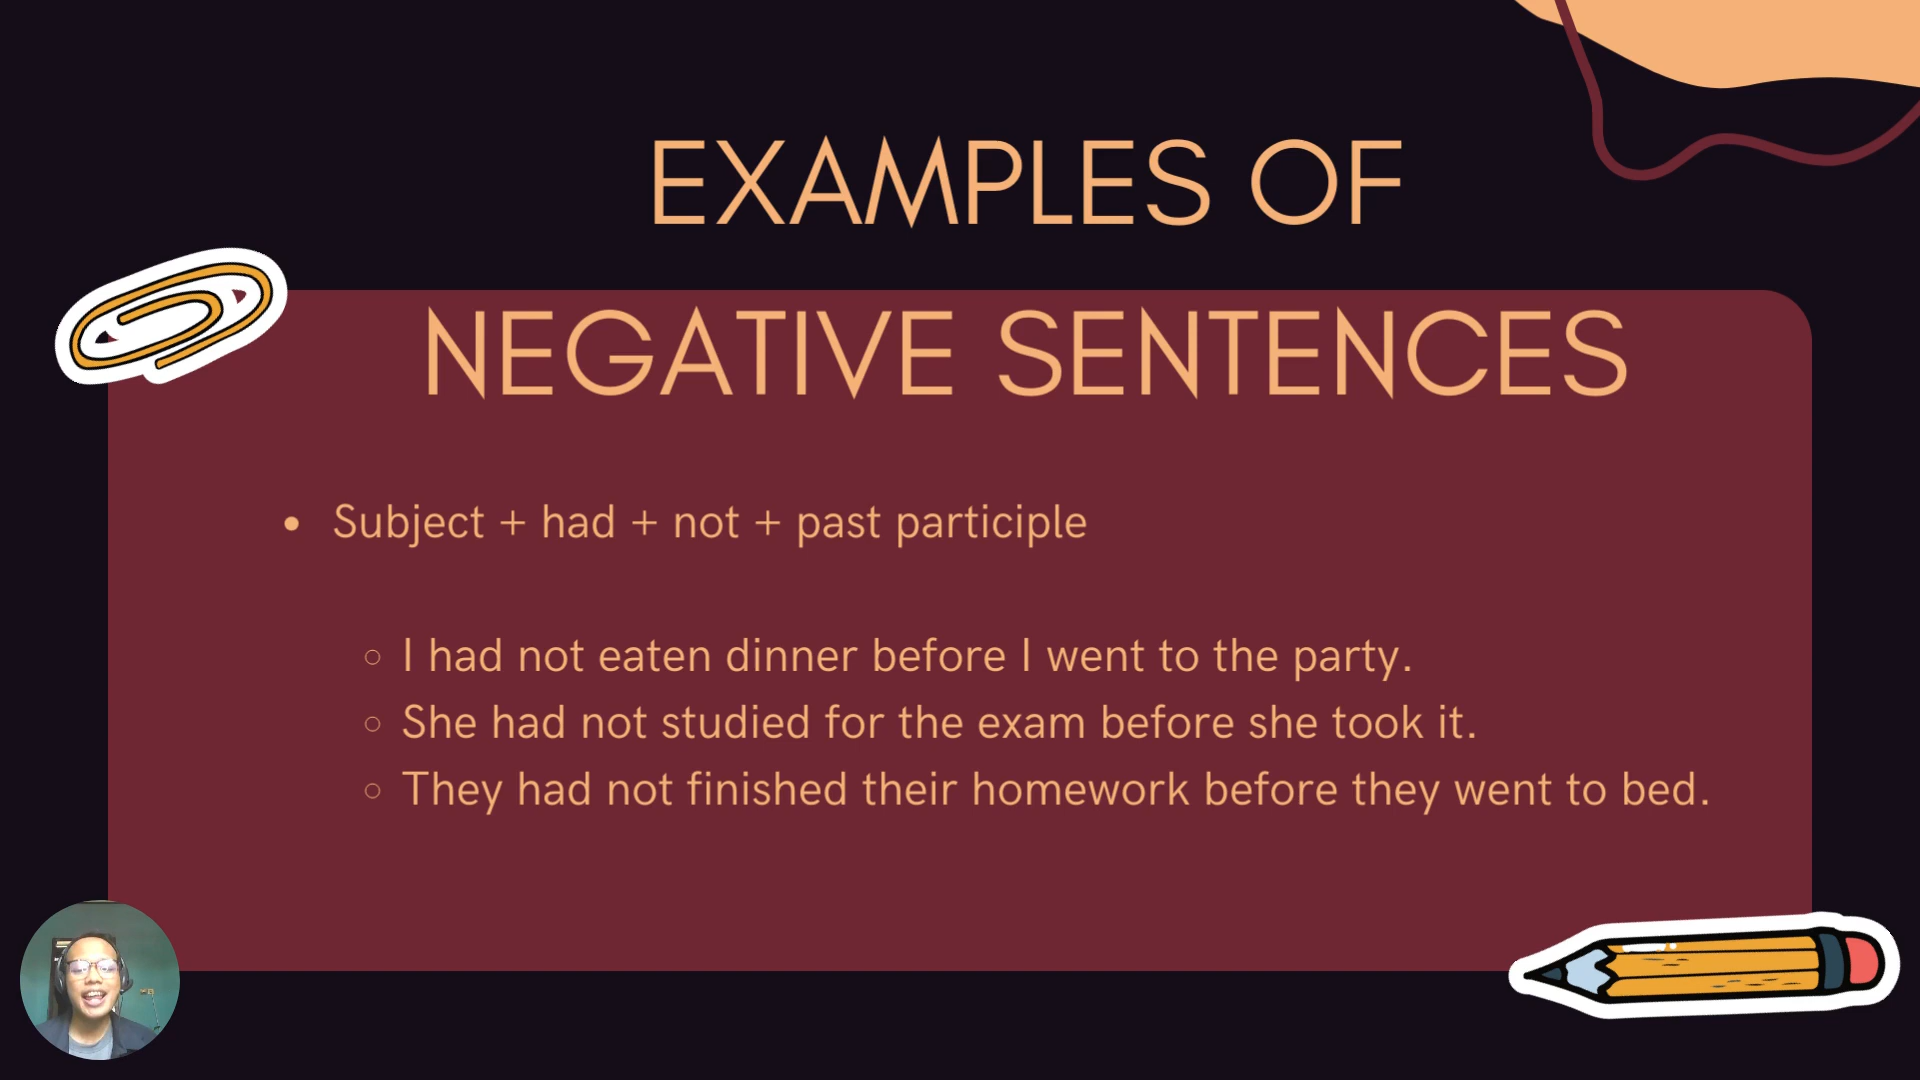 EXAMPLES OF
NEGATIVE SENTENCES
• Subject + had + not + past participle
○ I had not eaten dinner before I went to the party.
○ She had not studied for the exam before she took it.
○ They had not finished their homework before they went to bed.